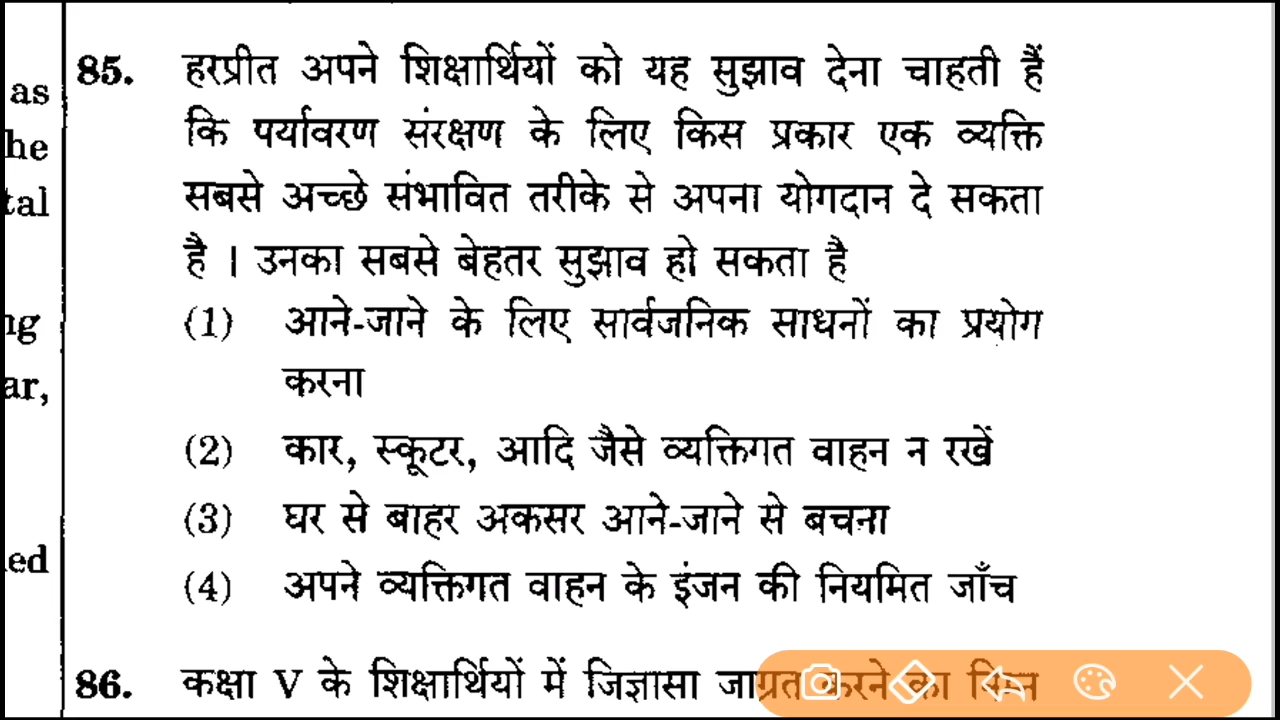 as
he
tal
ng
ar,
ed
85. हरप्रीत अपने शिक्षार्थियों को यह सुझाव देना चाहती हैं
कि पर्यावरण संरक्षण के लिए किस प्रकार एक व्यक्ति
सबसे अच्छे संभावित तरीके से अपना योगदान दे सकता
है । उनका सबसे बेहतर सुझाव हो सकता है
(1) आने-जाने के लिए सार्वजनिक साधनों का प्रयोग
करना
(2) कार, स्कूटर, आदि जैसे व्यक्तिगत वाहन न रखें
(3) घर से बाहर अकसर आने-जाने से बचना
(4) अपने व्यक्तिगत वाहन के इंजन की नियमित जाँच
86. कक्षा V के शिक्षार्थियों में जिज्ञासा जाग्रत करने का निम्न